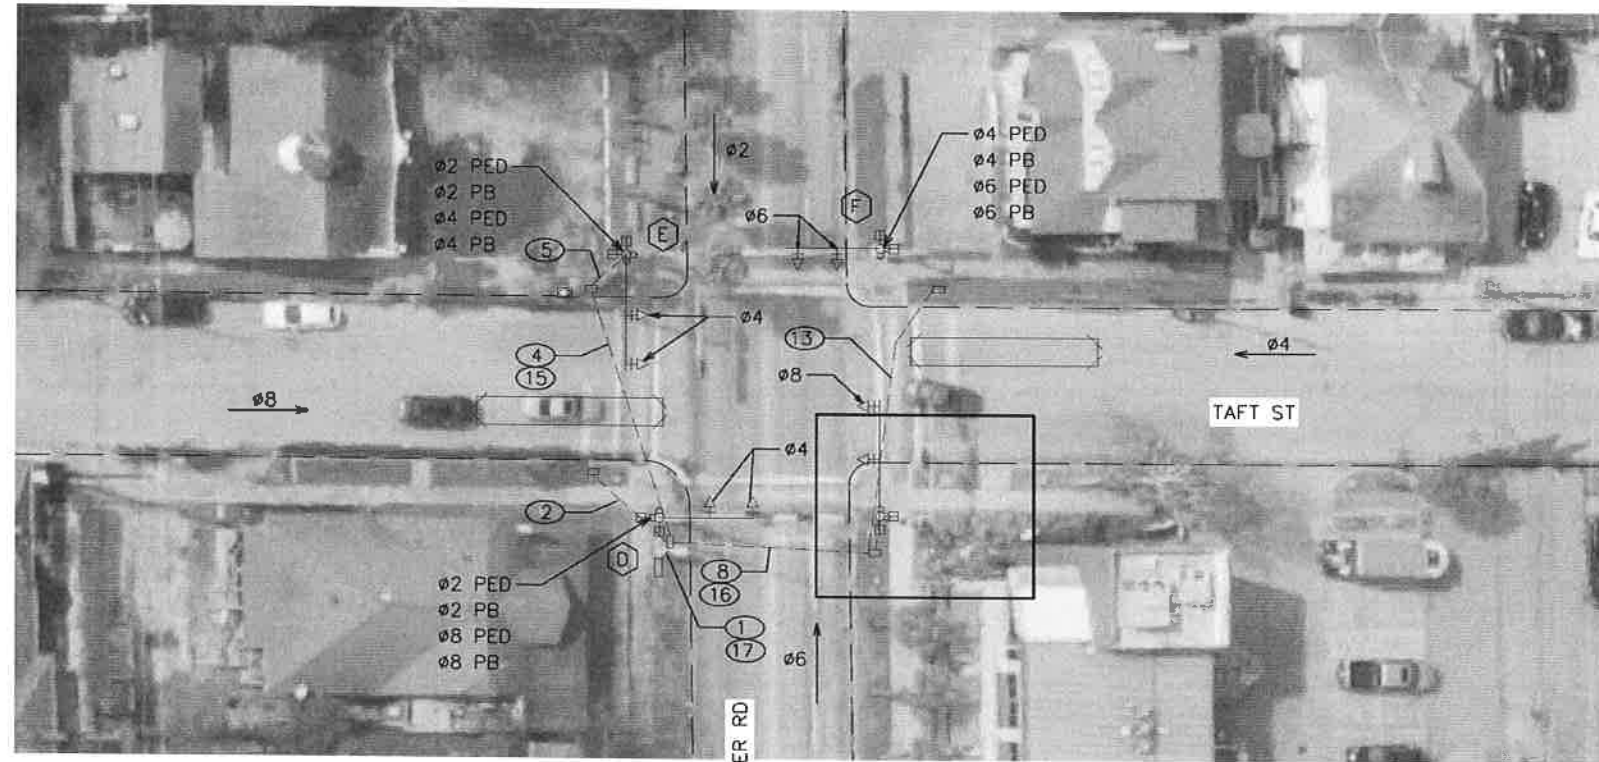 ø2 PED
ø2 PB
ø4 PED
ø4 PB
E
5
ø2
ø6
F
ø4 PED
ø4 PB
ø6 PED
ø6 PB
ø4
4
15
13
ø8
ø4
ø8
TAFT ST
ø4
2
D
ø2 PED
ø2 PB
ø8 PED
ø8 PB
8
16
1
17
ø6
ER RD